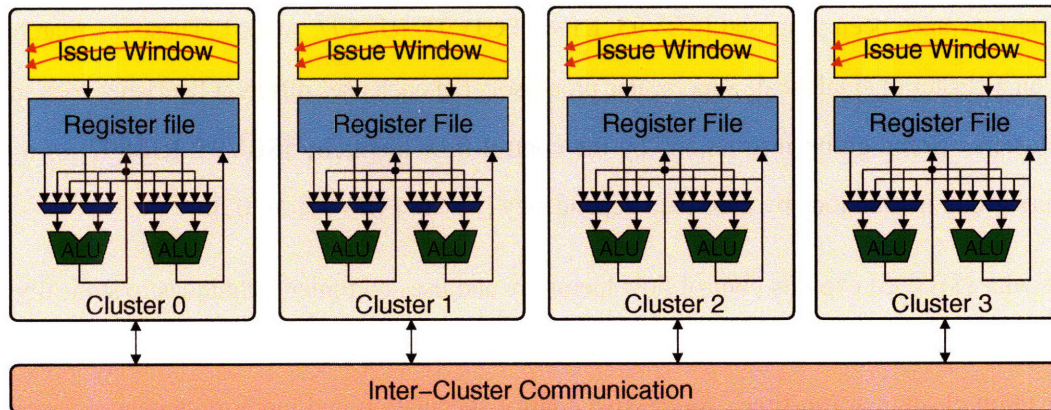 Issue Window
Issue Window
Issue Window
Issue Window
Register file
Register File
Register File
Register File
ALU ALU
ALU ALU
ALU ALU
ALU ALU
Cluster 0
Cluster 1
Cluster 2
Cluster 3
Inter-Cluster Communication